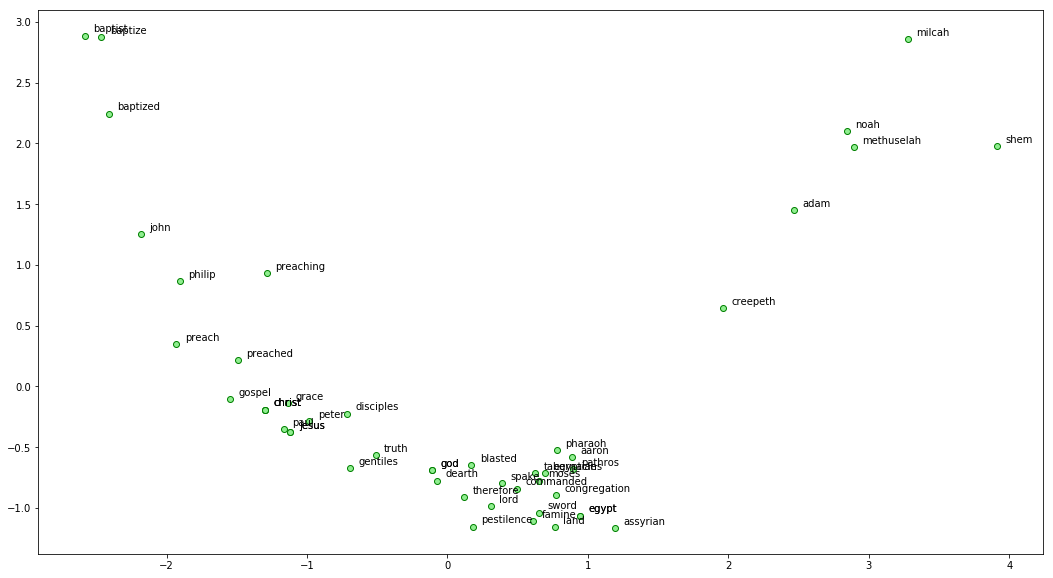 3.0
baptist
baptize
milcah
2.5
baptized
noah
2.0
methuselah
shem
1.5
adam
john
1.0
preaching
philip
creepeth
0.5
preach
preached
0.0
gospel
grace
christ
disciples
peter
paul
jesus
−0.5
truth
pharaoh
aaron
gentiles
god
blasted
pathros
dearth
spake
moses
commanded
therefore
congregation
lord
−1.0
sword
egypt
pestilence
famine
land
assyrian
−2
−1
0
1
2
3
4